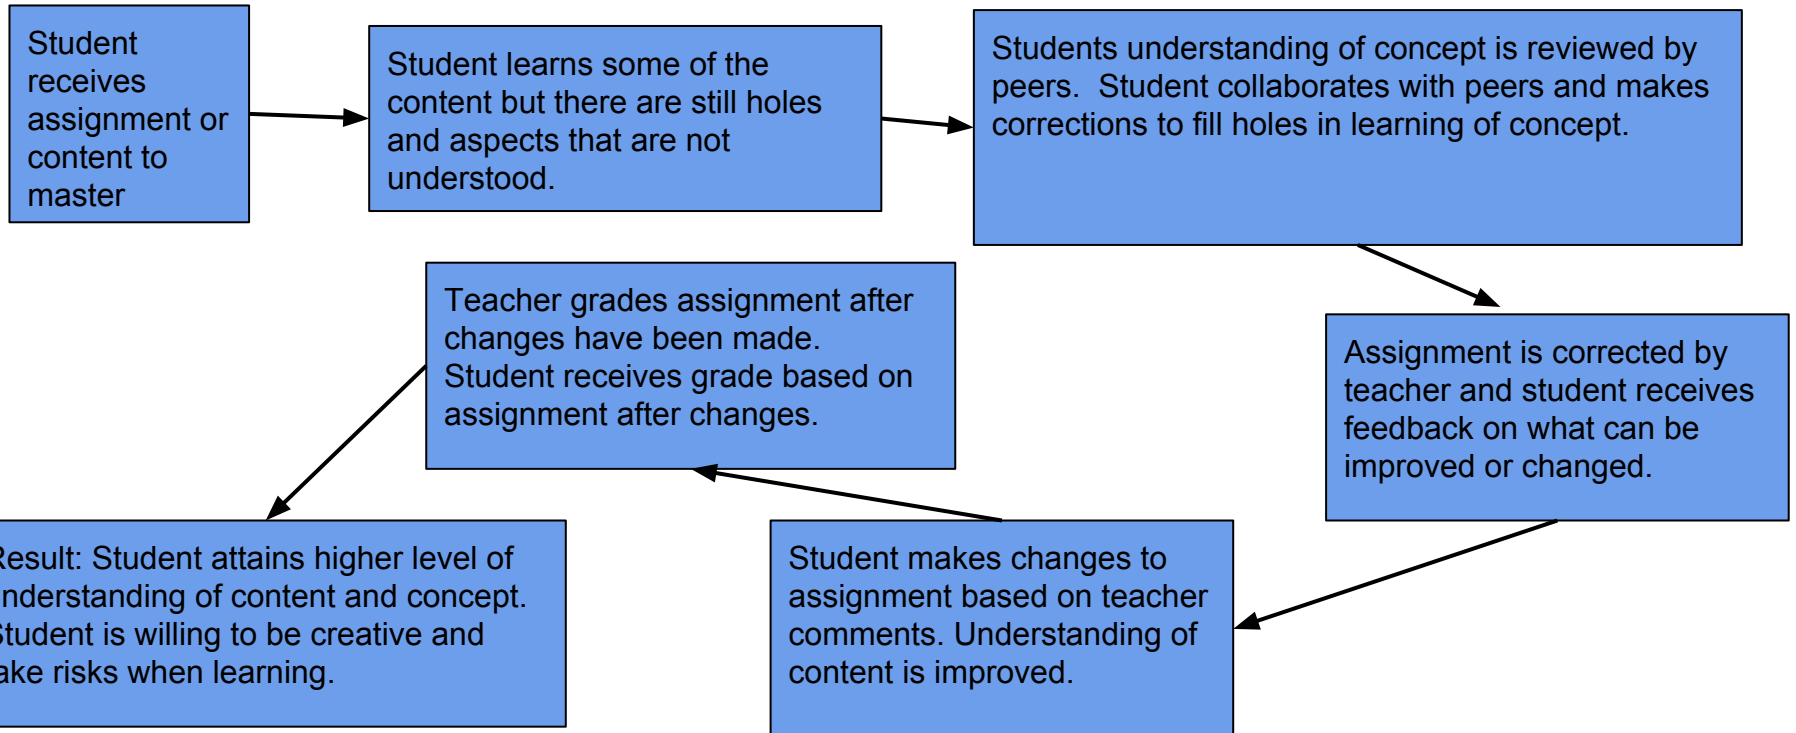 Student
receives
assignment or
content to
master
Student learns some of the
content but there are still holes
and aspects that are not
understood.
Students understanding of concept is reviewed by
peers.  Student collaborates with peers and makes
corrections to fill holes in learning of concept.
Assignment is corrected by
teacher and student receives
feedback on what can be
improved or changed.
Student makes changes to
assignment based on teacher
comments. Understanding of
content is improved.
Teacher grades assignment after
changes have been made.
Student receives grade based on
assignment after changes.
Result: Student attains higher level of
understanding of content and concept.
Student is willing to be creative and
take risks when learning.